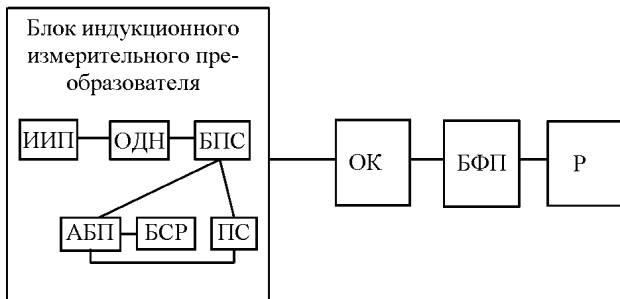 Блок индукционного
измерительного пре-
образователя
ИИП ОДН БПС
ОК БФП Р
АБП БСР ПС